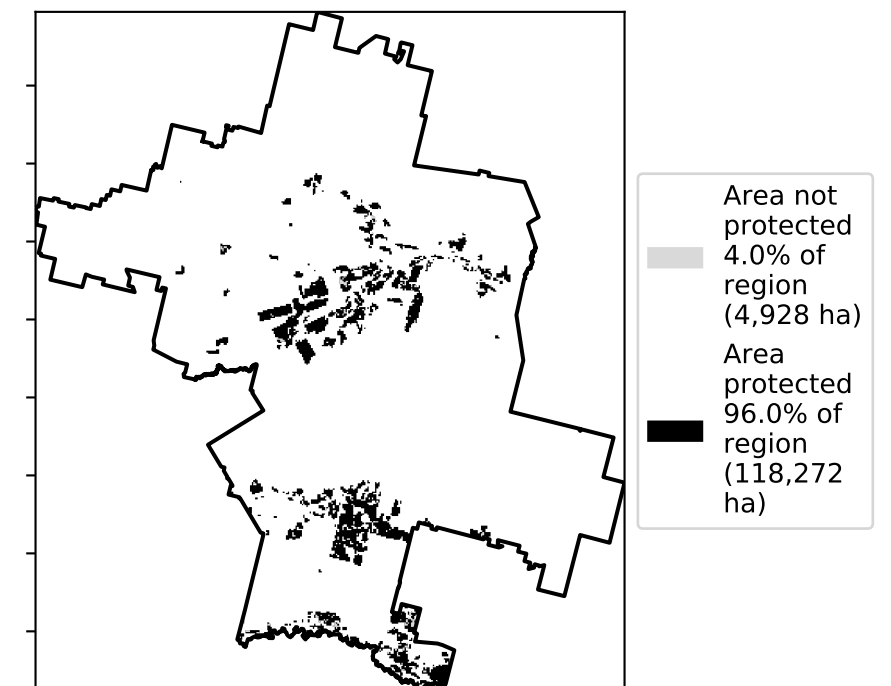 Area not
protected
4.0% of
region
(4,928 ha)
Area
protected
96.0% of
region
(118,272
ha)